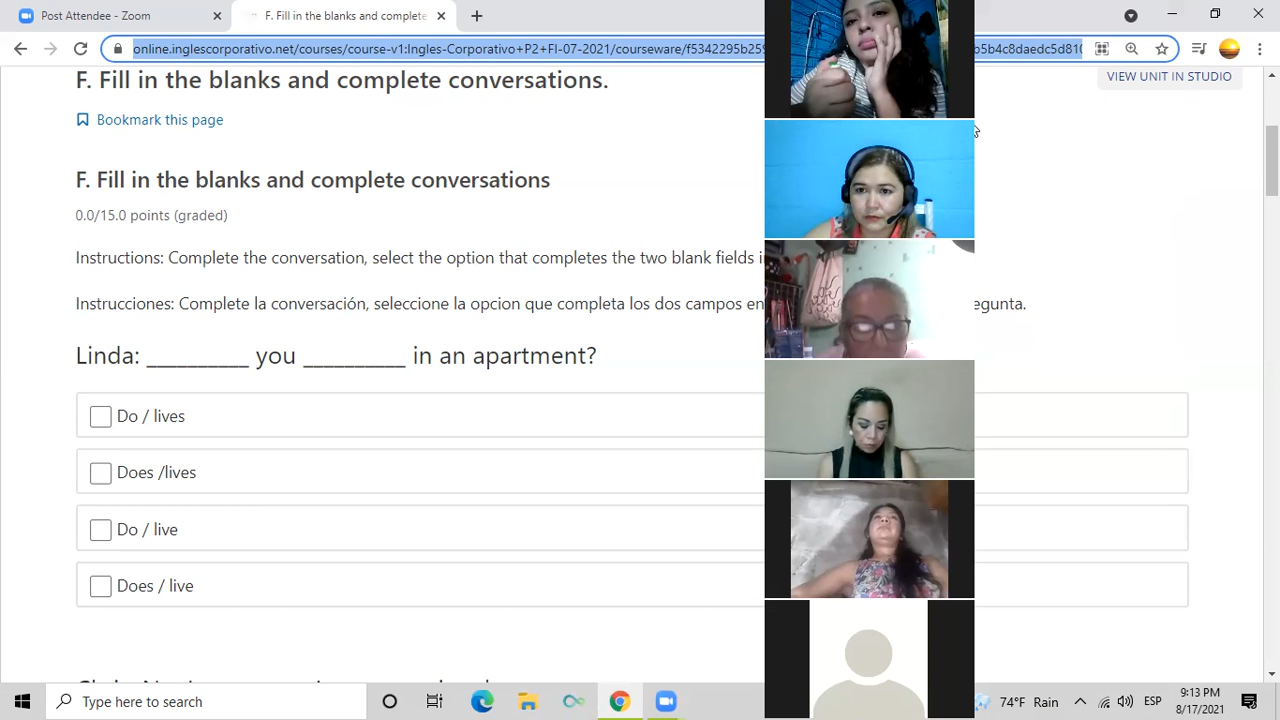 Post Attendee - Zoom
F. Fill in the blanks and complete
online.inglescorporativo.net/courses/course-v1:Ingles-Corporativo+P2+FI-07-2021/courseware/f5342295b259
b5b4c8daedc5d810
F. Fill in the blanks and complete conversations.
VIEW UNIT IN STUDIO
Bookmark this page
F. Fill in the blanks and complete conversations
0.0/15.0 points (graded)
Instructions: Complete the conversation, select the option that completes the two blank fields i
Instrucciones: Complete la conversación, seleccione la opcion que completa los dos campos en
egunta.
Linda: __________ you __________ in an apartment?
Do / lives
Does /lives
Do / live
Does / live
Type here to search
74°F Rain
ESP
9:13 PM
8/17/2021